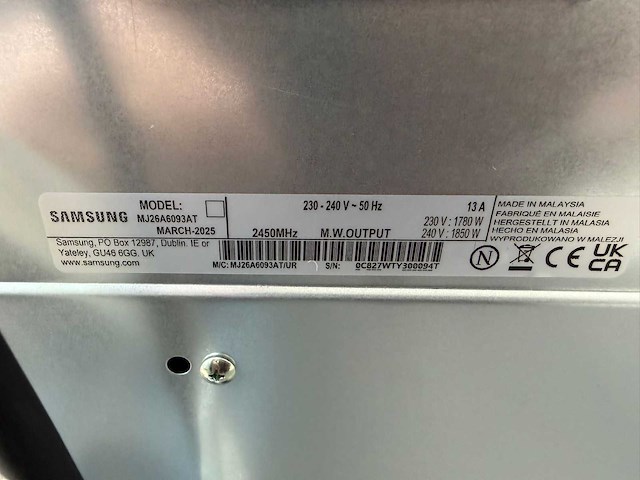 SAMSUNG
MODEL:
MJ26A6093AT
MARCH-2025
Samsung, PO Box 12987, Dublin. IE or
Yateley, GU46 6GG. UK
www.samsung.com
230 - 240 V ~ 50 Hz
13 A
230 V : 1780 W
240 V : 1850 W
2450MHz
M.W.OUTPUT
M/C: MJ26A6093AT/UR
S/N:
0C827WTY300094T
MADE IN MALAYSIA
FABRIQUÉ EN MALAISIE
HERGESTELLT IN MALAYSIA
HECHO EN MALASIA
WYPRODUKOWANO W MALEZJI
N
CE
UK
CA